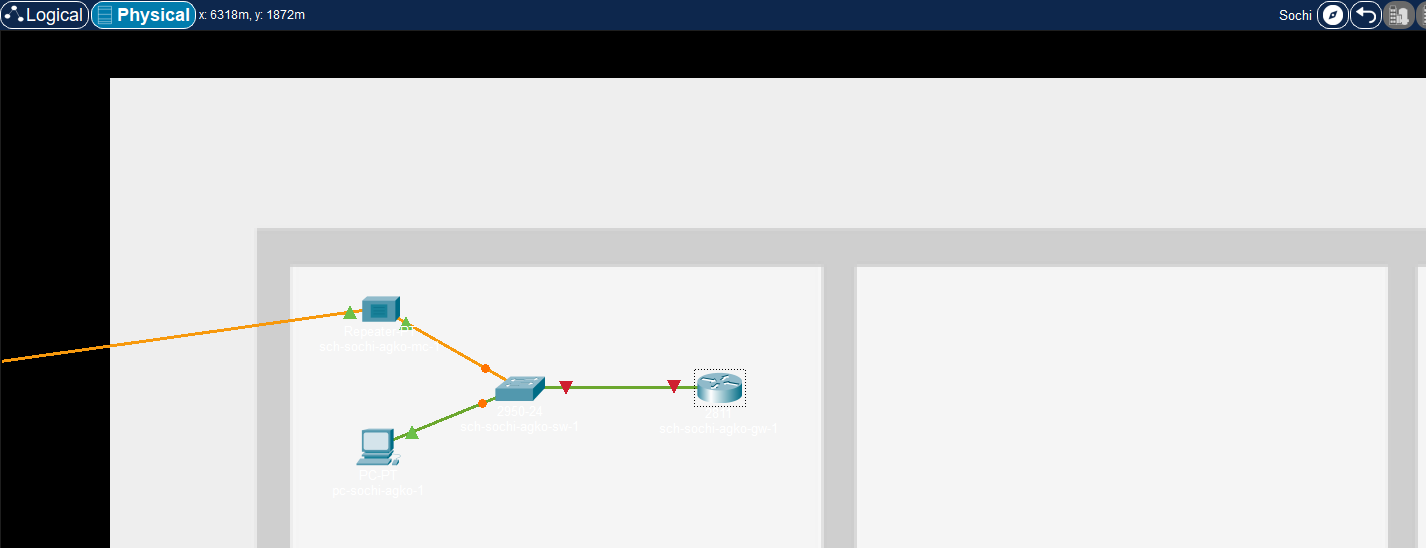 Logical
Physical
x: 6318m, y: 1872m
Sochi
sch-sochi-agko-mc-
2950-24
sch-sochi-agko-sw-1
sch-sochi-agko-gw-1
PC-PT
pc-sochi-agko-1